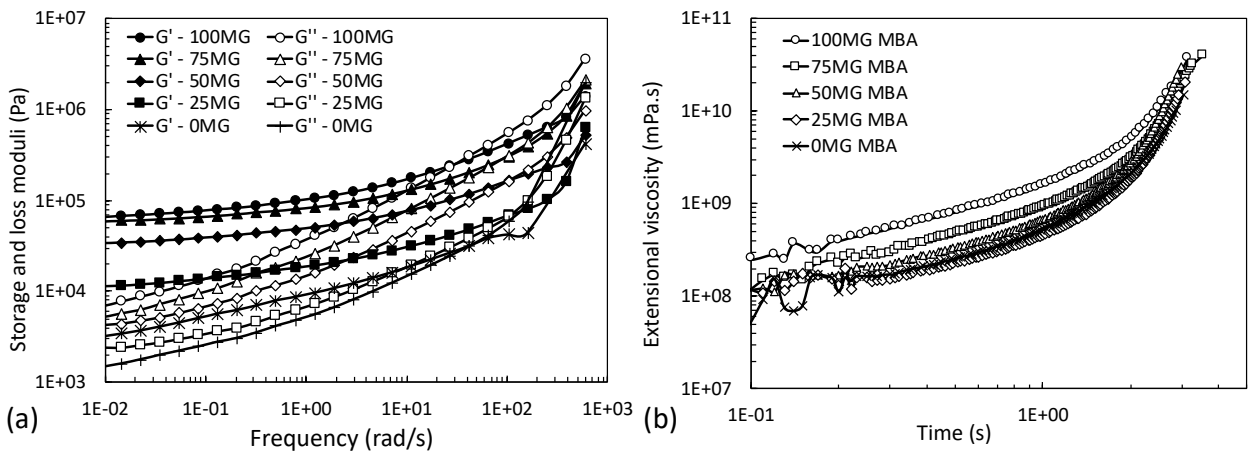 Storage and loss moduli (Pa)
1E+07
1E+06
1E+05
1E+04
1E+03
G' - 100MG G'' - 100MG
G' - 75MG G'' - 75MG
G' - 50MG G'' - 50MG
G' - 25MG G'' - 25MG
G' - 0MG G'' - 0MG
1E-02 1E-01 1E+00 1E+01 1E+02 1E+03
Frequency (rad/s)
(a)
Extensional viscosity (mPa.s)
1E+11
1E+10
1E+09
1E+08
1E+07
100MG MBA
75MG MBA
50MG MBA
25MG MBA
0MG MBA
1E-01 1E+00
Time (s)
(b)